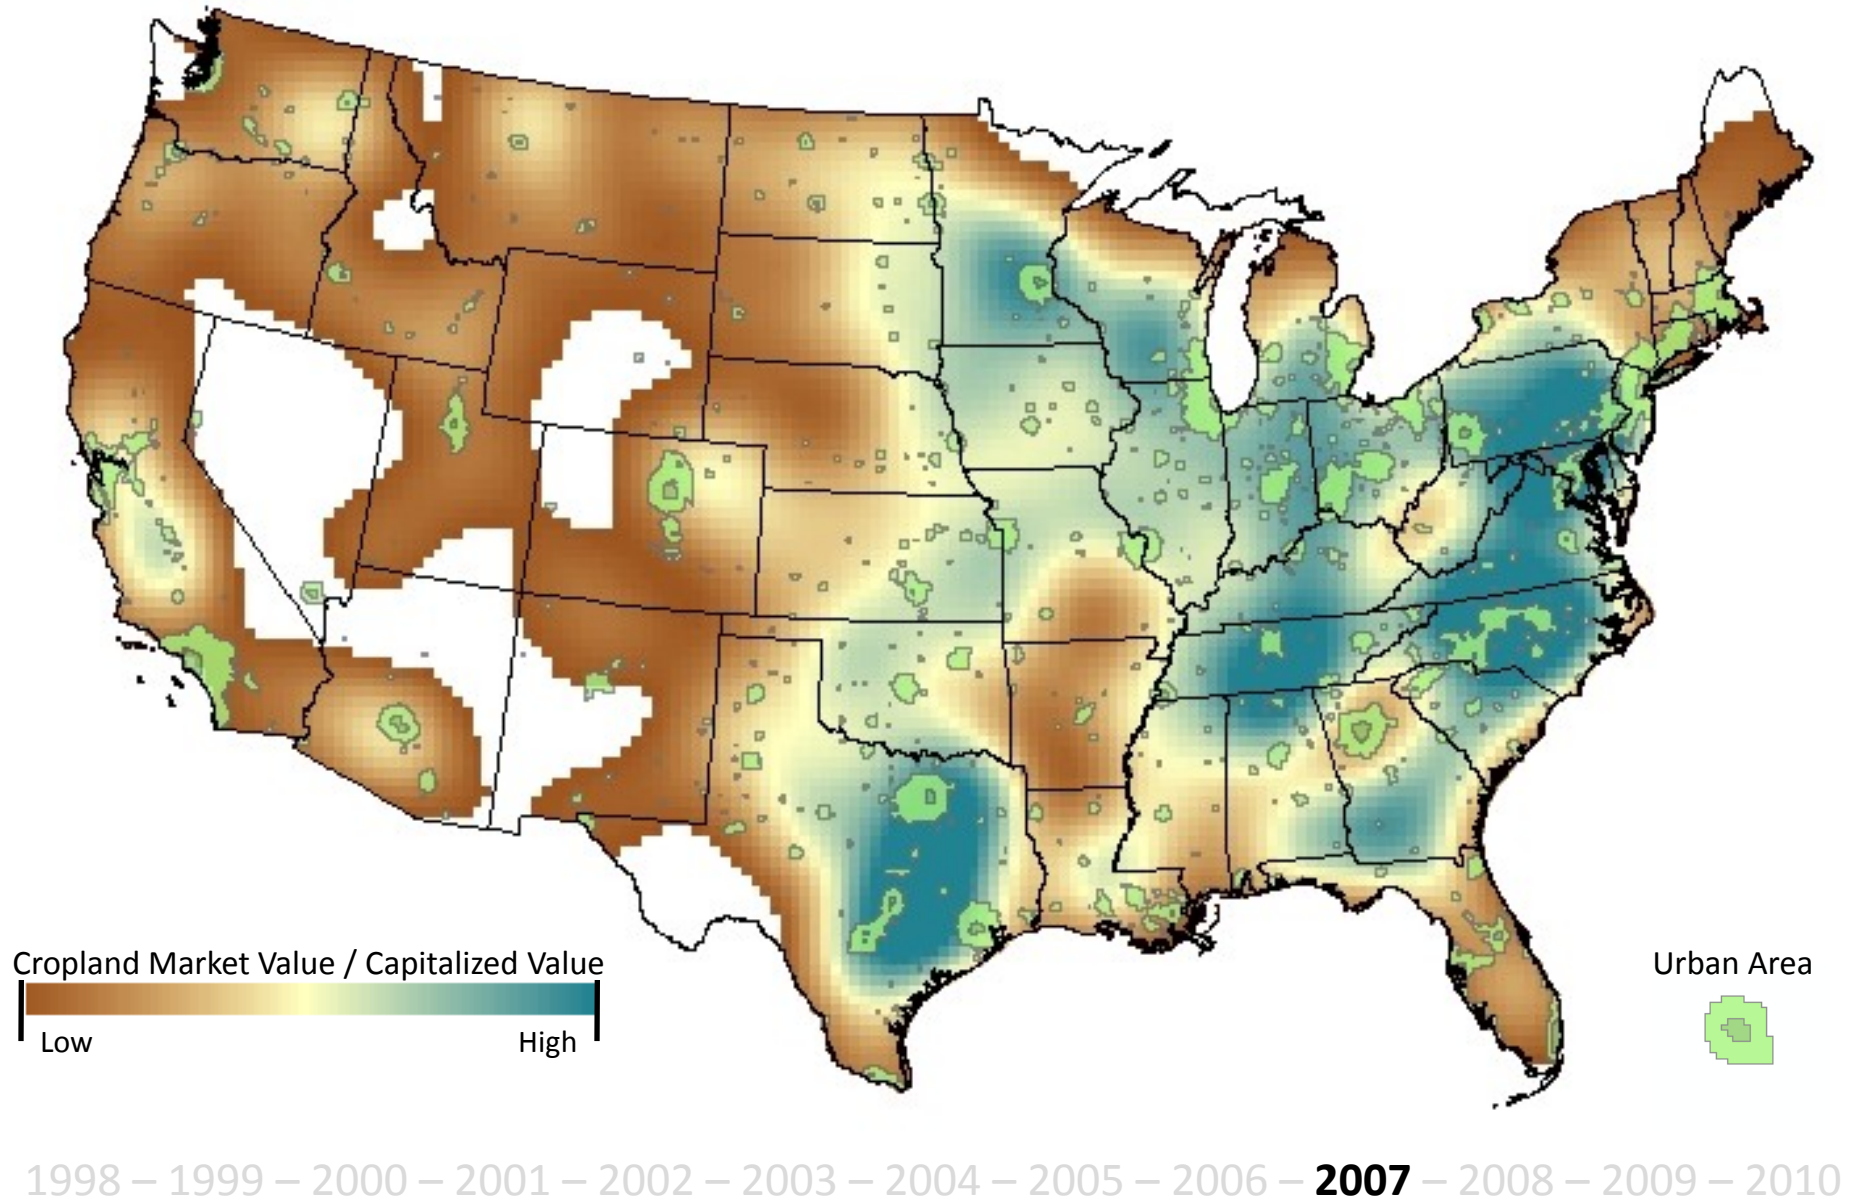 Cropland Market Value / Capitalized Value
Low
High
Urban Area
1998 – 1999 – 2000 – 2001 – 2002 – 2003 – 2004 – 2005 – 2006 – 2007 – 2008 – 2009 – 2010